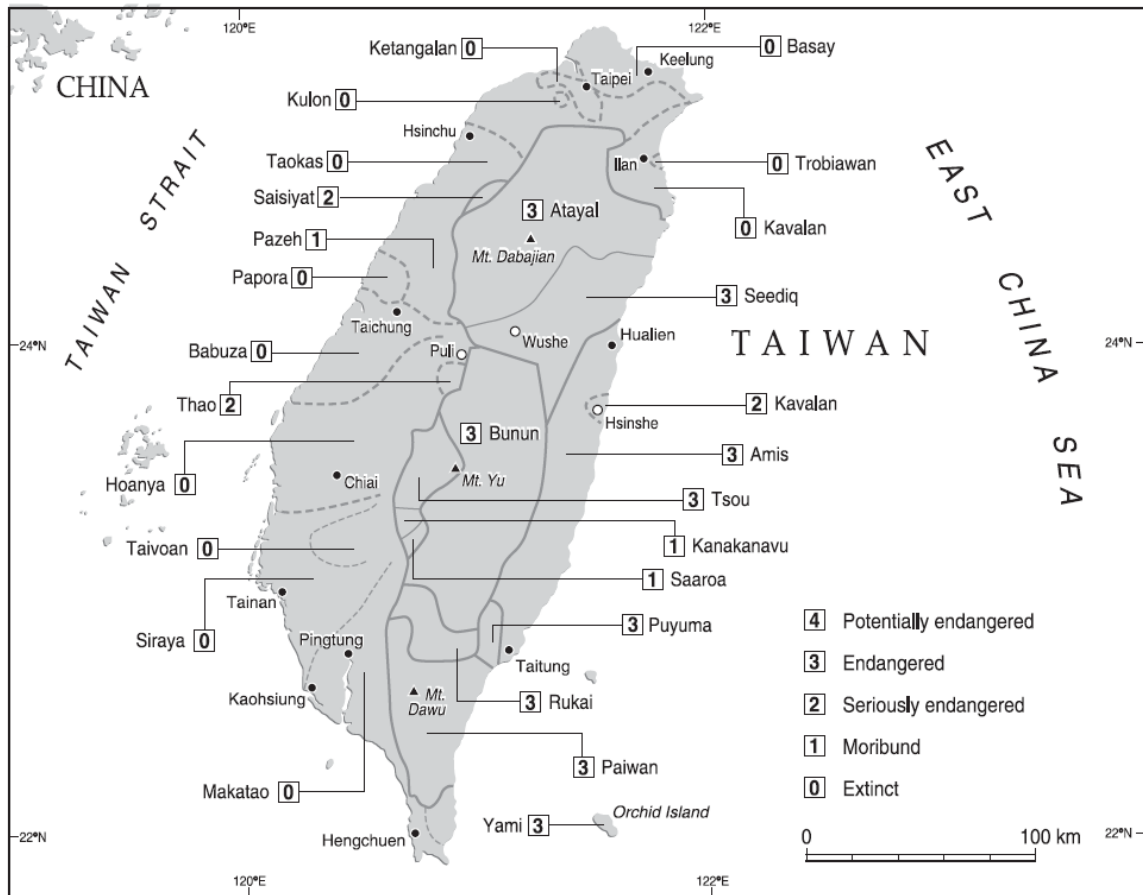 120°E
122°E
Ketangalan 0
0 Basay
CHINA
Keelung
Taipei
Kulon 0
Hsinchu
TAIWAN STRAIT
EAST CHINA SEA
Taokas 0
Ilan
0 Trobiawan
Saisiyat 2
3 Atayal
0 Kavalan
Pazeh 1
Mt. Dabajian
Papora 0
3 Seediq
Taichung
Wushe
Hualien
TAIWAN
24°N
24°N
Babuza 0
Puli
Thao 2
2 Kavalan
Hsinshe
3 Bunun
3 Amis
Mt. Yu
Hoanya 0
Chiai
3 Tsou
Taivoan 0
1 Kanakanavu
1 Saaroa
Tainan
Siraya 0
Pingtung
3 Puyuma
Taitung
Kaohsiung
Mt.
Dawu
3 Rukai
3 Paiwan
Makatao 0
Orchid Island
Yami 3
Hengchuen
4 Potentially endangered
3 Endangered
2 Seriously endangered
1 Moribund
0 Extinct
0 100 km
22°N
22°N
120°E
122°E